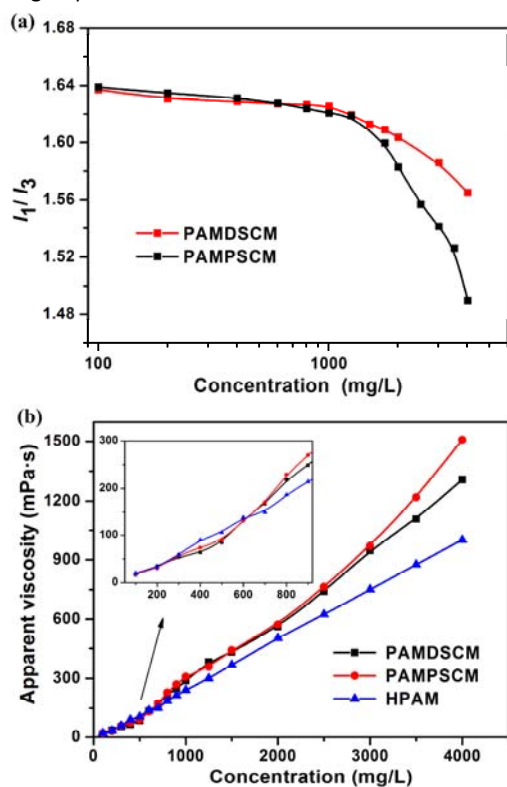 (a)
1.68
1.64
1.60
1.56
1.52
1.48
I1/ I3
PAMDSCM
PAMPSCM
100
1000
Concentration (mg/L)
(b)
1500
1200
900
600
300
0
Apparent viscosity (mPa·s)
300
200
100
0
200 400 600 800
PAMDSCM
PAMPSCM
HPAM
0 1000 2000 3000 4000
Concentration (mg/L)